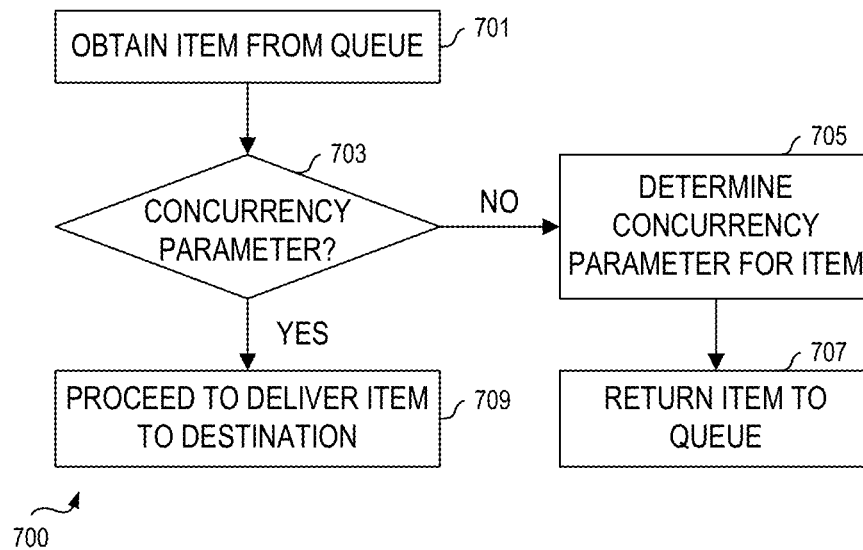 OBTAIN ITEM FROM QUEUE
701
703
CONCURRENCY
PARAMETER?
NO
705
DETERMINE
CONCURRENCY
PARAMETER FOR ITEM
YES
PROCEED TO DELIVER ITEM
TO DESTINATION
709
707
RETURN ITEM TO
QUEUE
700